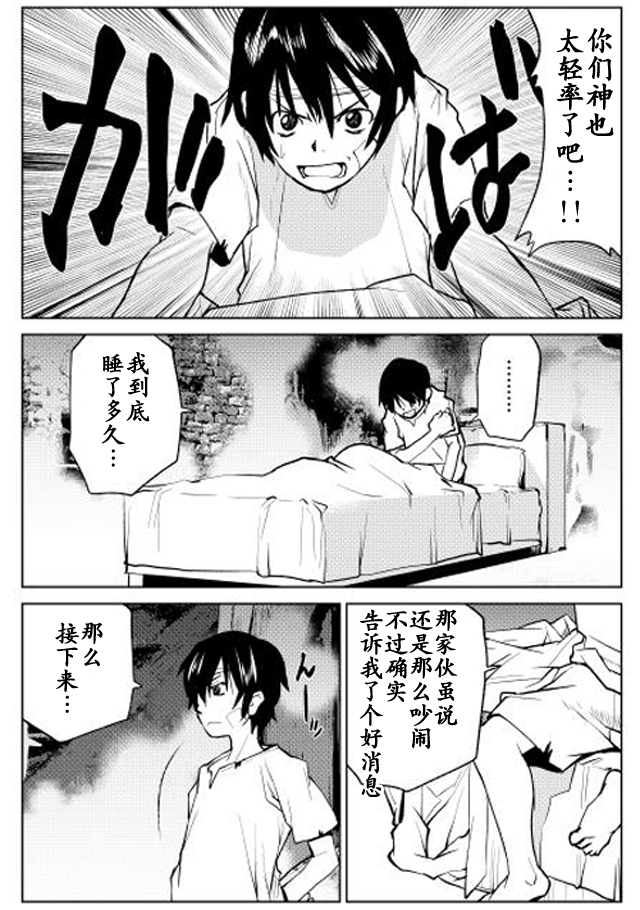 你们神也
太轻率了吧…!!
がばっ
……
我到底
睡了多久…
那家伙虽说
还是那么吵闹
不过确实
告诉我了个好消息
んーッ
那么
接下来…